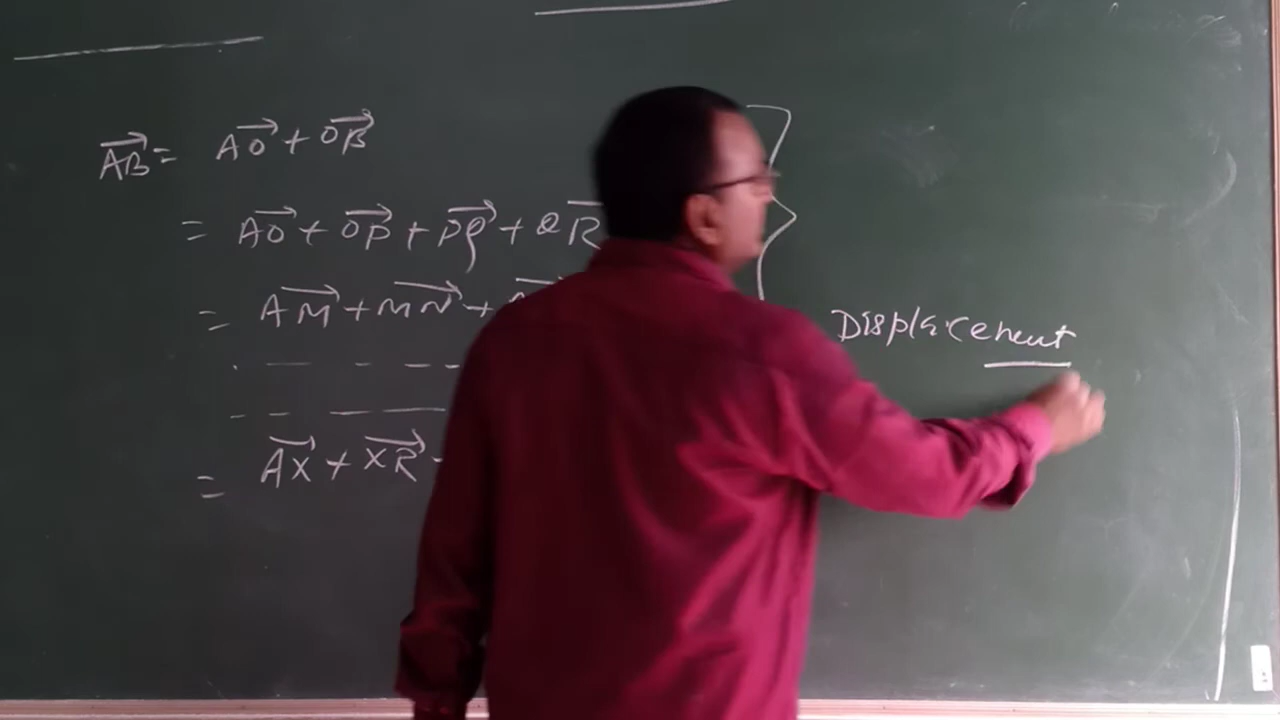 AB⃗ = AO⃗ + OB⃗
= AO⃗ + OP⃗ + PQ⃗ + QR⃗
= AM⃗ + MN⃗ +
= AX⃗ + XR⃗
Displacement